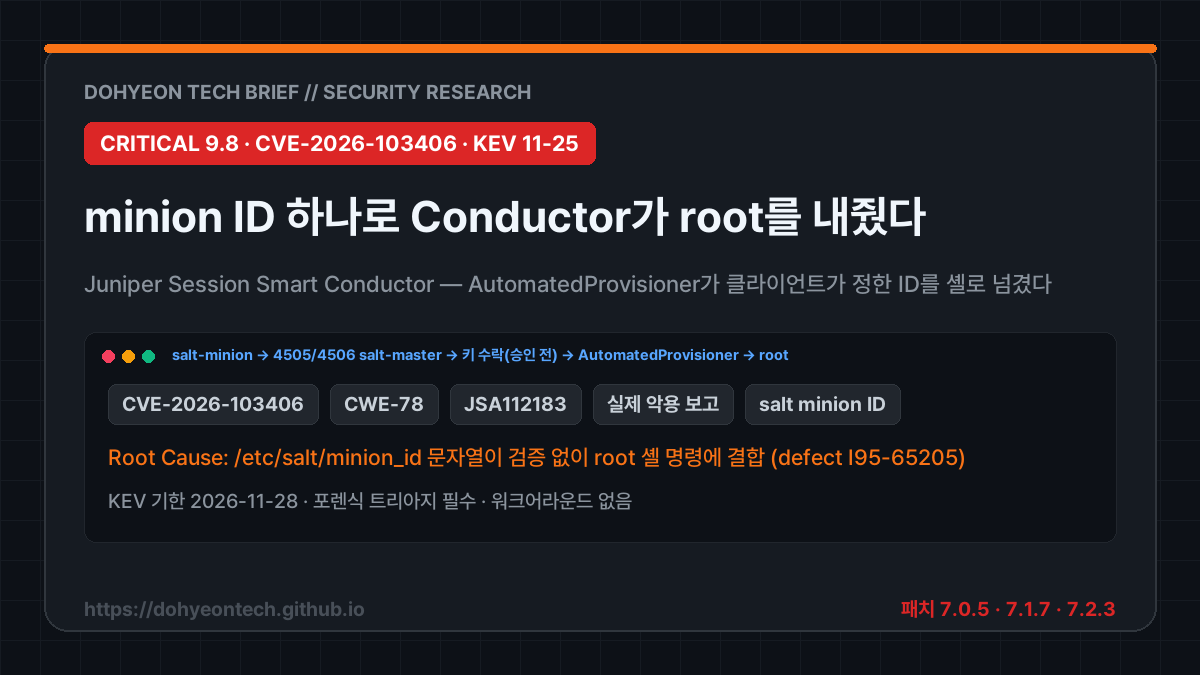 DOHYEON TECH BRIEF // SECURITY RESEARCH
CRITICAL 9.8 · CVE-2026-103406 · KEV 11-25
minion ID 하나로 Conductor가 root를 내줬다
Juniper Session Smart Conductor — AutomatedProvisioner가 클라이언트가 정한 ID를 셸로 넘겼다
salt-minion → 4505/4506 salt-master → 키 수락(승인 전) → AutomatedProvisioner → root
CVE-2026-103406 CWE-78 JSA112183 실제 악용 보고 salt minion ID
Root Cause: /etc/salt/minion_id 문자열이 검증 없이 root 셸 명령에 결합 (defect I95-65205)
KEV 기한 2026-11-28 · 포렌식 트리아지 필수 · 워크어라운드 없음
https://dohyeontech.github.io 패치 7.0.5 · 7.1.7 · 7.2.3